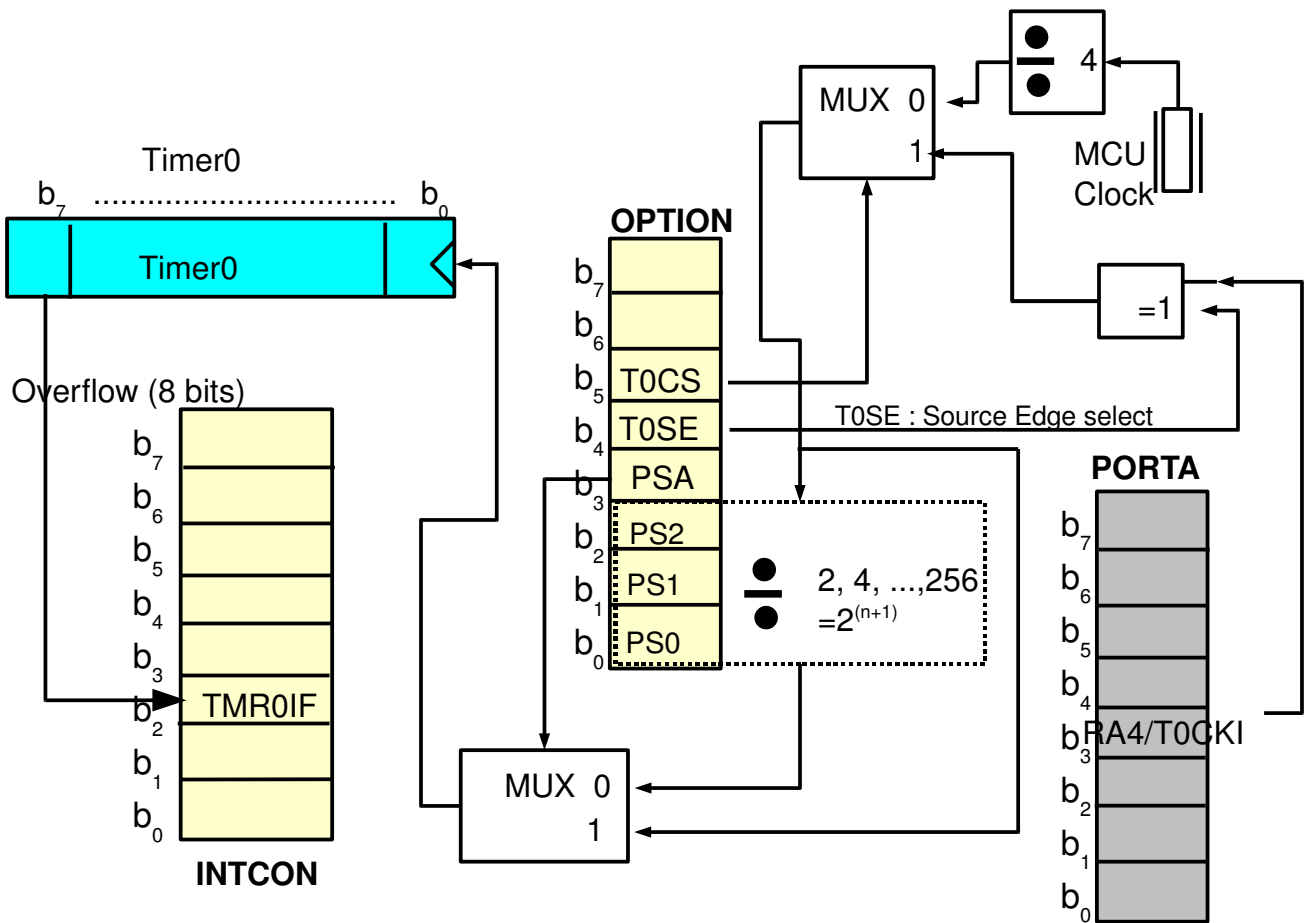 Timer0
b7 ................................. b0
Timer0
Overflow (8 bits)
b7
b6
b5
b4
b3
b2 TMR0IF
b1
b0
INTCON
OPTION
b7
b6
b5 T0CS
b4 T0SE
b3 PSA
b2 PS2
b1 PS1
b0 PS0
2, 4, ...,256
=2^(n+1)
MUX 0
1
4
MCU
Clock
=1
T0SE : Source Edge select
MUX 0
1
PORTA
b7
b6
b5
b4
b3 RA4/T0CKI
b2
b1
b0